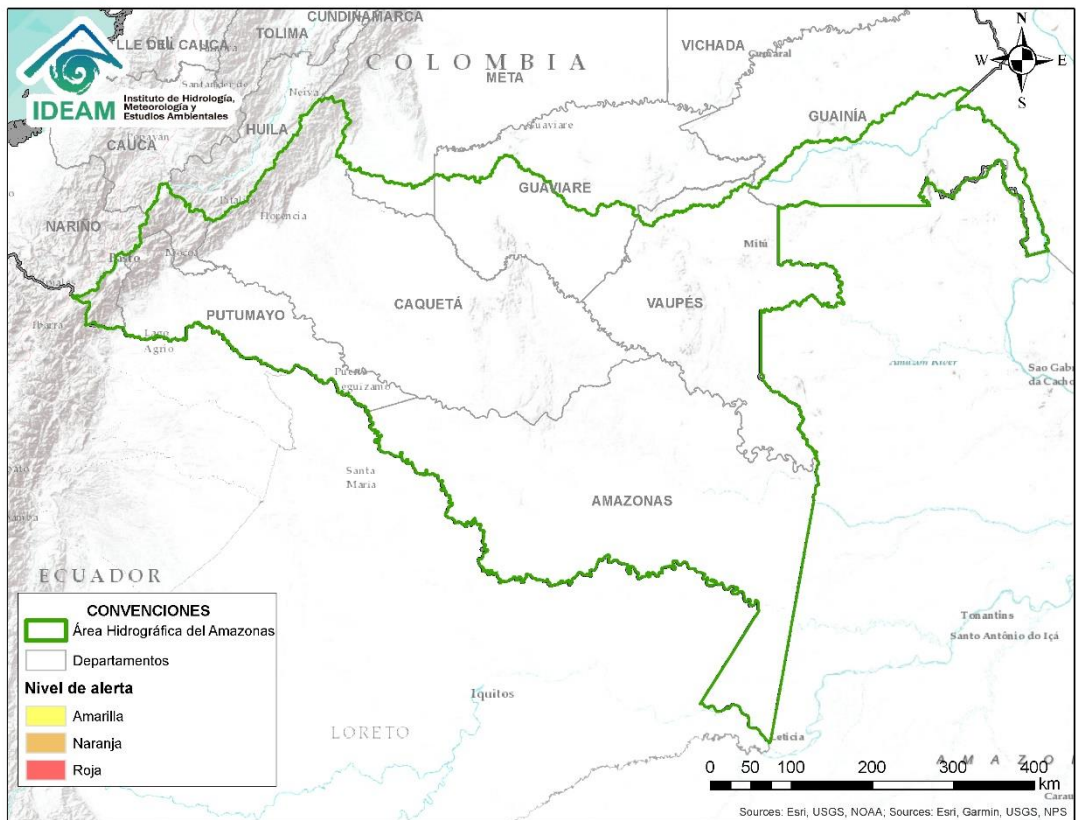 CUNDINAMARCA
LLE DEL CAUCA
TOLIMA
COLOMBIA
VICHADA
META
N
W
E
S
IDEAM
Instituto de Hidrología,
Meteorología y
Estudios Ambientales
Neiva
HUILA
CAUCA
GUAINÍA
GUAVIARE
Florencia
NARIÑO
Pasto
Mitú
CAQUETÁ
VAUPÉS
PUTUMAYO
Ibarra
Lago
Agrio
Sao Gabr
da Cacho
Santa
Maria
AMAZONAS
ECUADOR
CONVENCIONES
Área Hidrográfica del Amazonas
Departamentos
Nivel de alerta
Amarilla
Naranja
Roja
Tonantins
Santo Antônio do Içá
Iquitos
LORETO
Leticia
A M A Z O
0 50 100 200 300 400
km
Carau
Sources: Esri, USGS, NOAA; Sources: Esri, Garmin, USGS, NPS